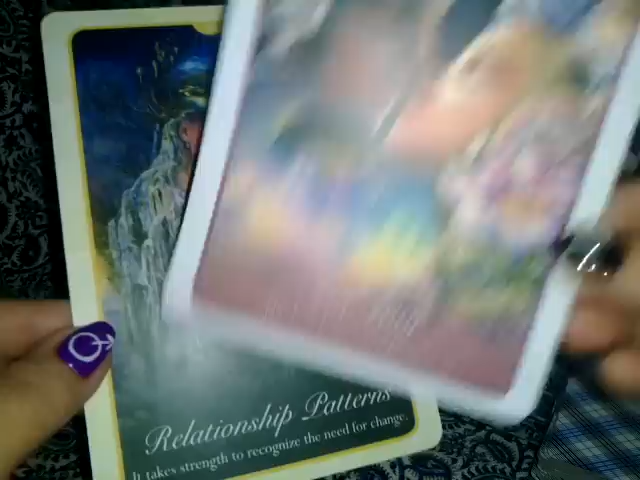 Relationship Patterns
It takes strength to recognize the need for change.